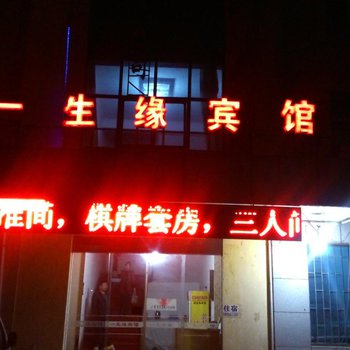 一生缘宾馆
准间，棋牌套房，三人间
住宿